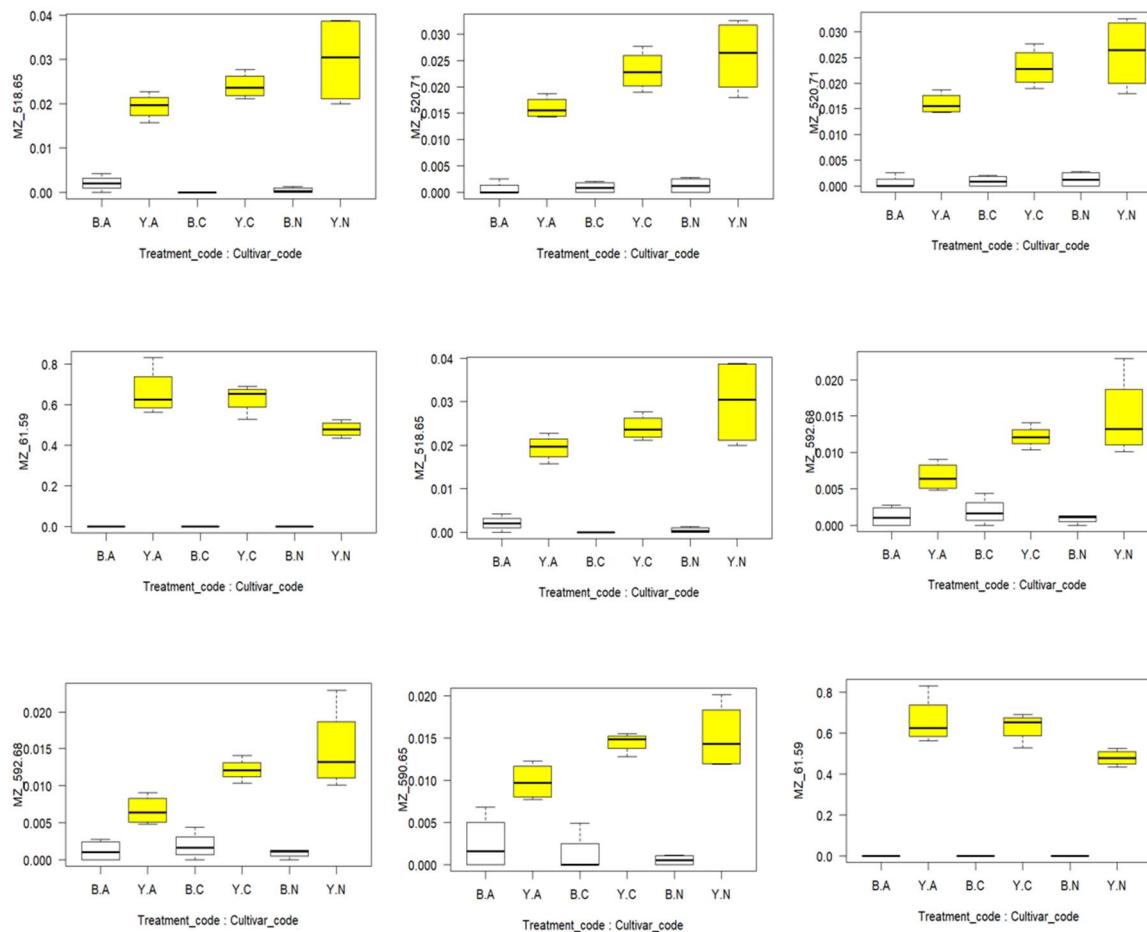 0.04
0.03
0.02
0.01
0.00
MZ_518.65
B.A Y.A B.C Y.C B.N Y.N
Treatment_code : Cultivar_code
0.030
0.025
0.020
0.015
0.010
0.005
0.000
MZ_520.71
B.A Y.A B.C Y.C B.N Y.N
Treatment_code : Cultivar_code
0.030
0.025
0.020
0.015
0.010
0.005
0.000
MZ_520.71
B.A Y.A B.C Y.C B.N Y.N
Treatment_code : Cultivar_code
0.8
0.6
0.4
0.2
0.0
MZ_61.59
B.A Y.A B.C Y.C B.N Y.N
Treatment_code : Cultivar_code
0.04
0.03
0.02
0.01
0.00
MZ_518.65
B.A Y.A B.C Y.C B.N Y.N
Treatment_code : Cultivar_code
0.020
0.015
0.010
0.005
0.000
MZ_592.68
B.A Y.A B.C Y.C B.N Y.N
Treatment_code : Cultivar_code
0.020
0.015
0.010
0.005
0.000
MZ_592.68
B.A Y.A B.C Y.C B.N Y.N
Treatment_code : Cultivar_code
0.020
0.015
0.010
0.005
0.000
MZ_590.65
B.A Y.A B.C Y.C B.N Y.N
Treatment_code : Cultivar_code
0.8
0.6
0.4
0.2
0.0
MZ_61.59
B.A Y.A B.C Y.C B.N Y.N
Treatment_code : Cultivar_code